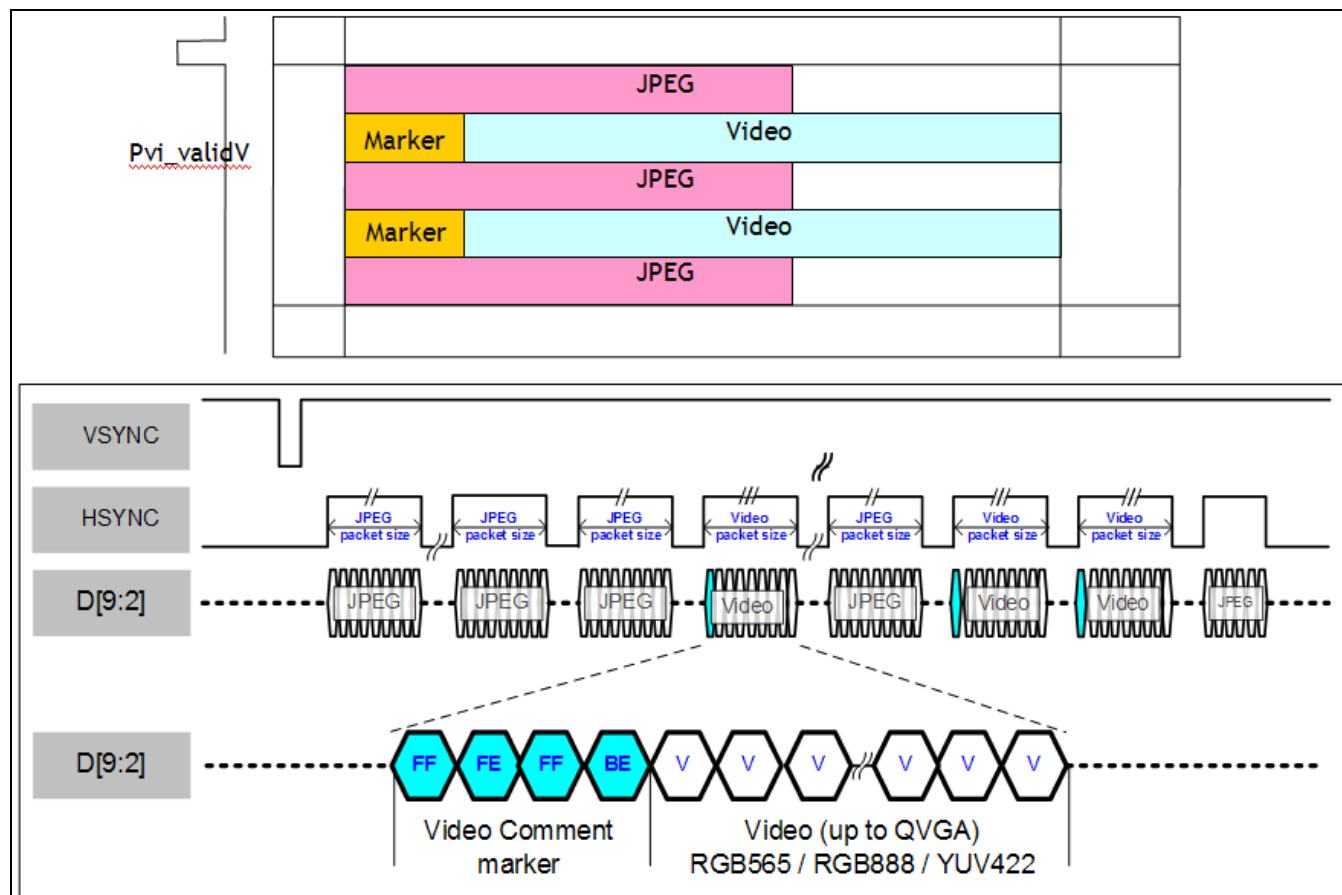 JPEG
Marker Video
Pvi_validV
JPEG
Marker Video
JPEG
VSYNC
HSYNC
JPEG packet size
JPEG packet size
JPEG packet size
Video packet size
JPEG packet size
Video packet size
Video packet size
D[9:2]
JPEG JPEG JPEG Video JPEG Video Video JPEG
D[9:2]
FF FE FF BE V V V V V V
Video Comment
marker
Video (up to QVGA)
RGB565 / RGB888 / YUV422